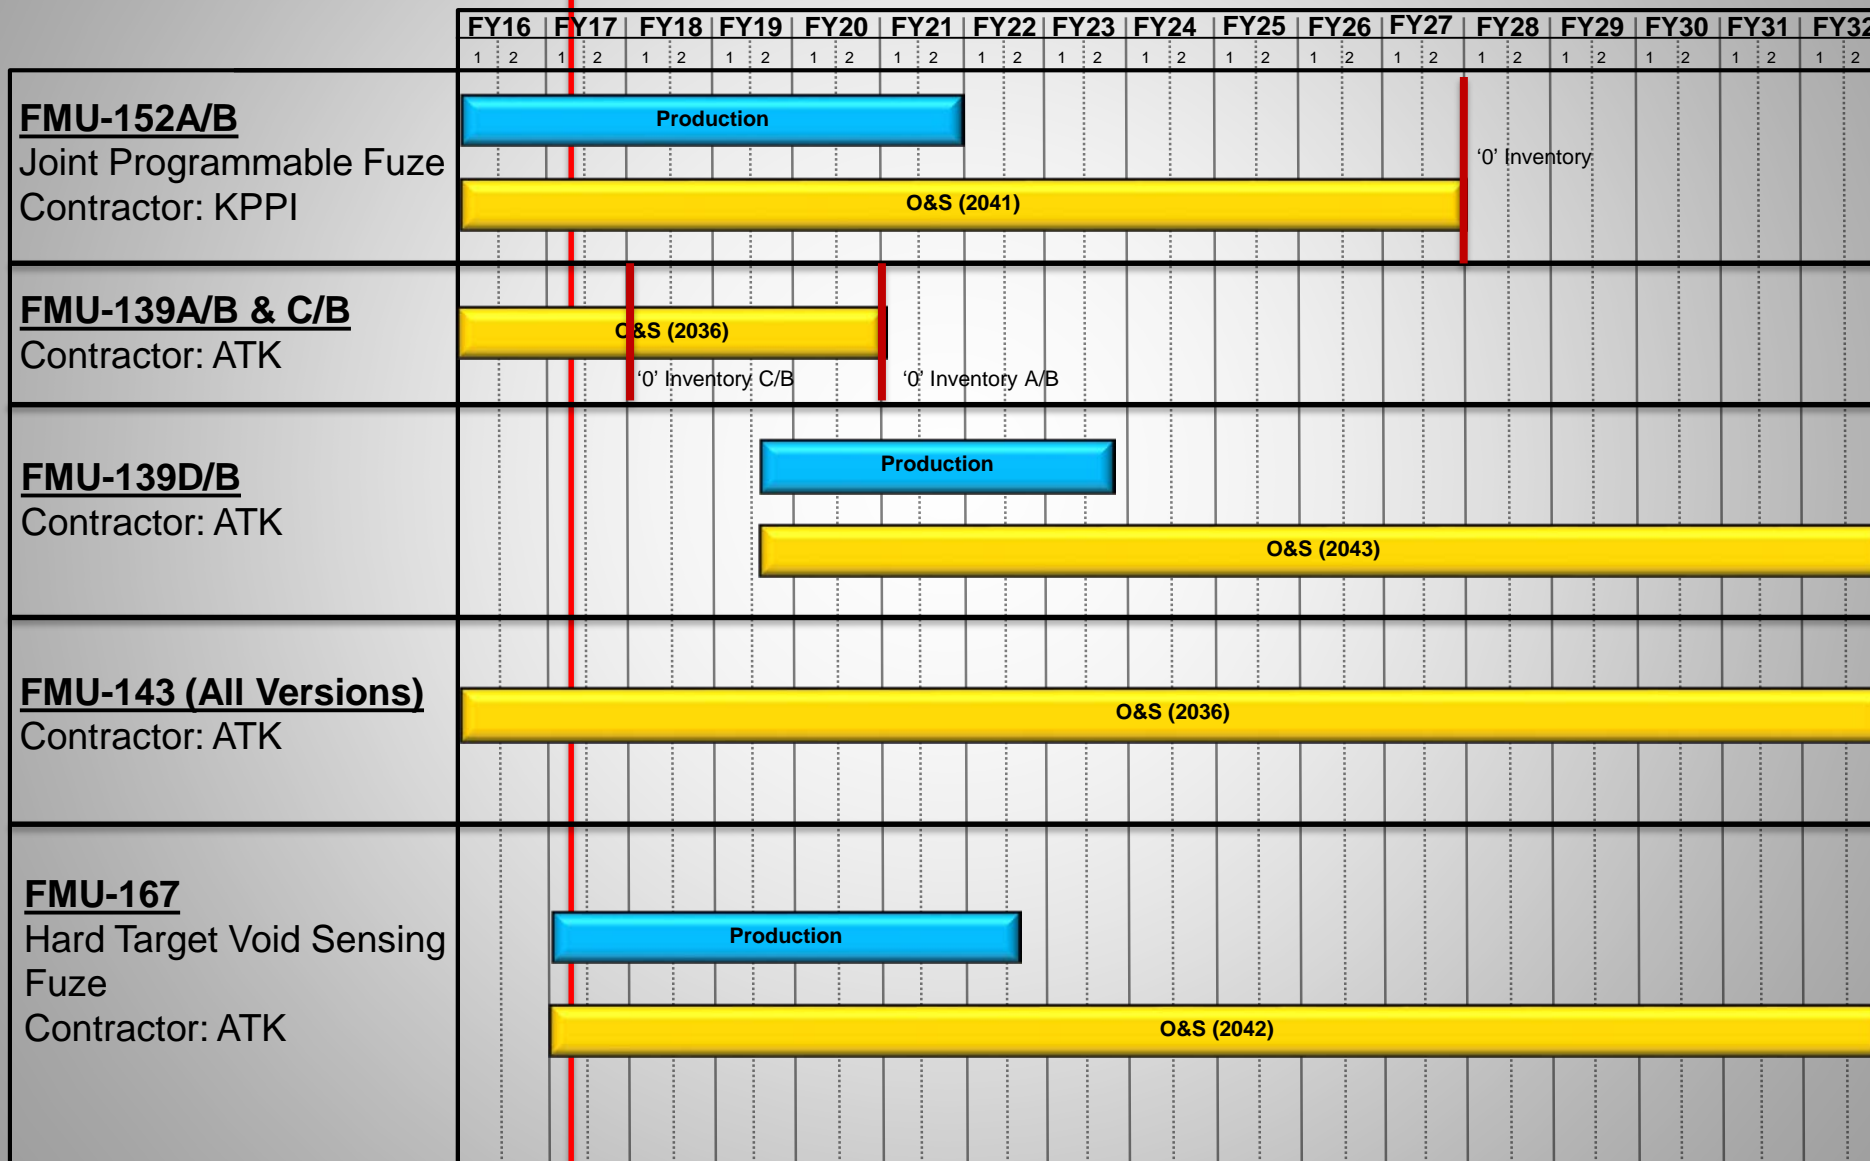 FY16 FY17 FY18 FY19 FY20 FY21 FY22 FY23 FY24 FY25 FY26 FY27 FY28 FY29 FY30 FY31 FY32
1 2 1 2 1 2 1 2 1 2 1 2 1 2 1 2 1 2 1 2 1 2 1 2 1 2 1 2 1 2 1 2 1 2
FMU-152A/B
Joint Programmable Fuze
Contractor: KPPI
Production
'0' Inventory
O&S (2041)
FMU-139A/B & C/B
Contractor: ATK
O&S (2036)
'0' Inventory C/B
'0' Inventory A/B
FMU-139D/B
Contractor: ATK
Production
O&S (2043)
FMU-143 (All Versions)
Contractor: ATK
O&S (2036)
FMU-167
Hard Target Void Sensing
Fuze
Contractor: ATK
Production
O&S (2042)